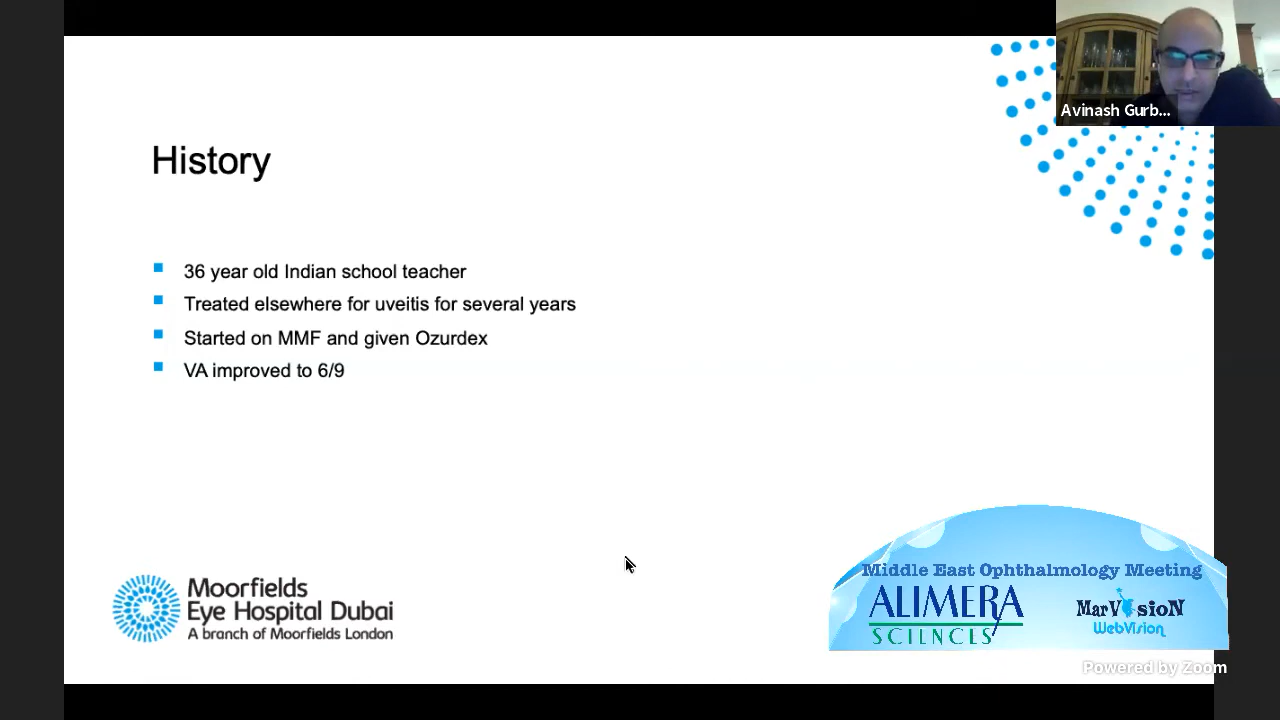 Avinash Gurb...
History
36 year old Indian school teacher
Treated elsewhere for uveitis for several years
Started on MMF and given Ozurdex
VA improved to 6/9
Moorfields
Eye Hospital Dubai
A branch of Moorfields London
Middle East Ophthalmology Meeting
ALIMERA
SCIENCES
MarVisioN
WebVision
Powered by Zoom